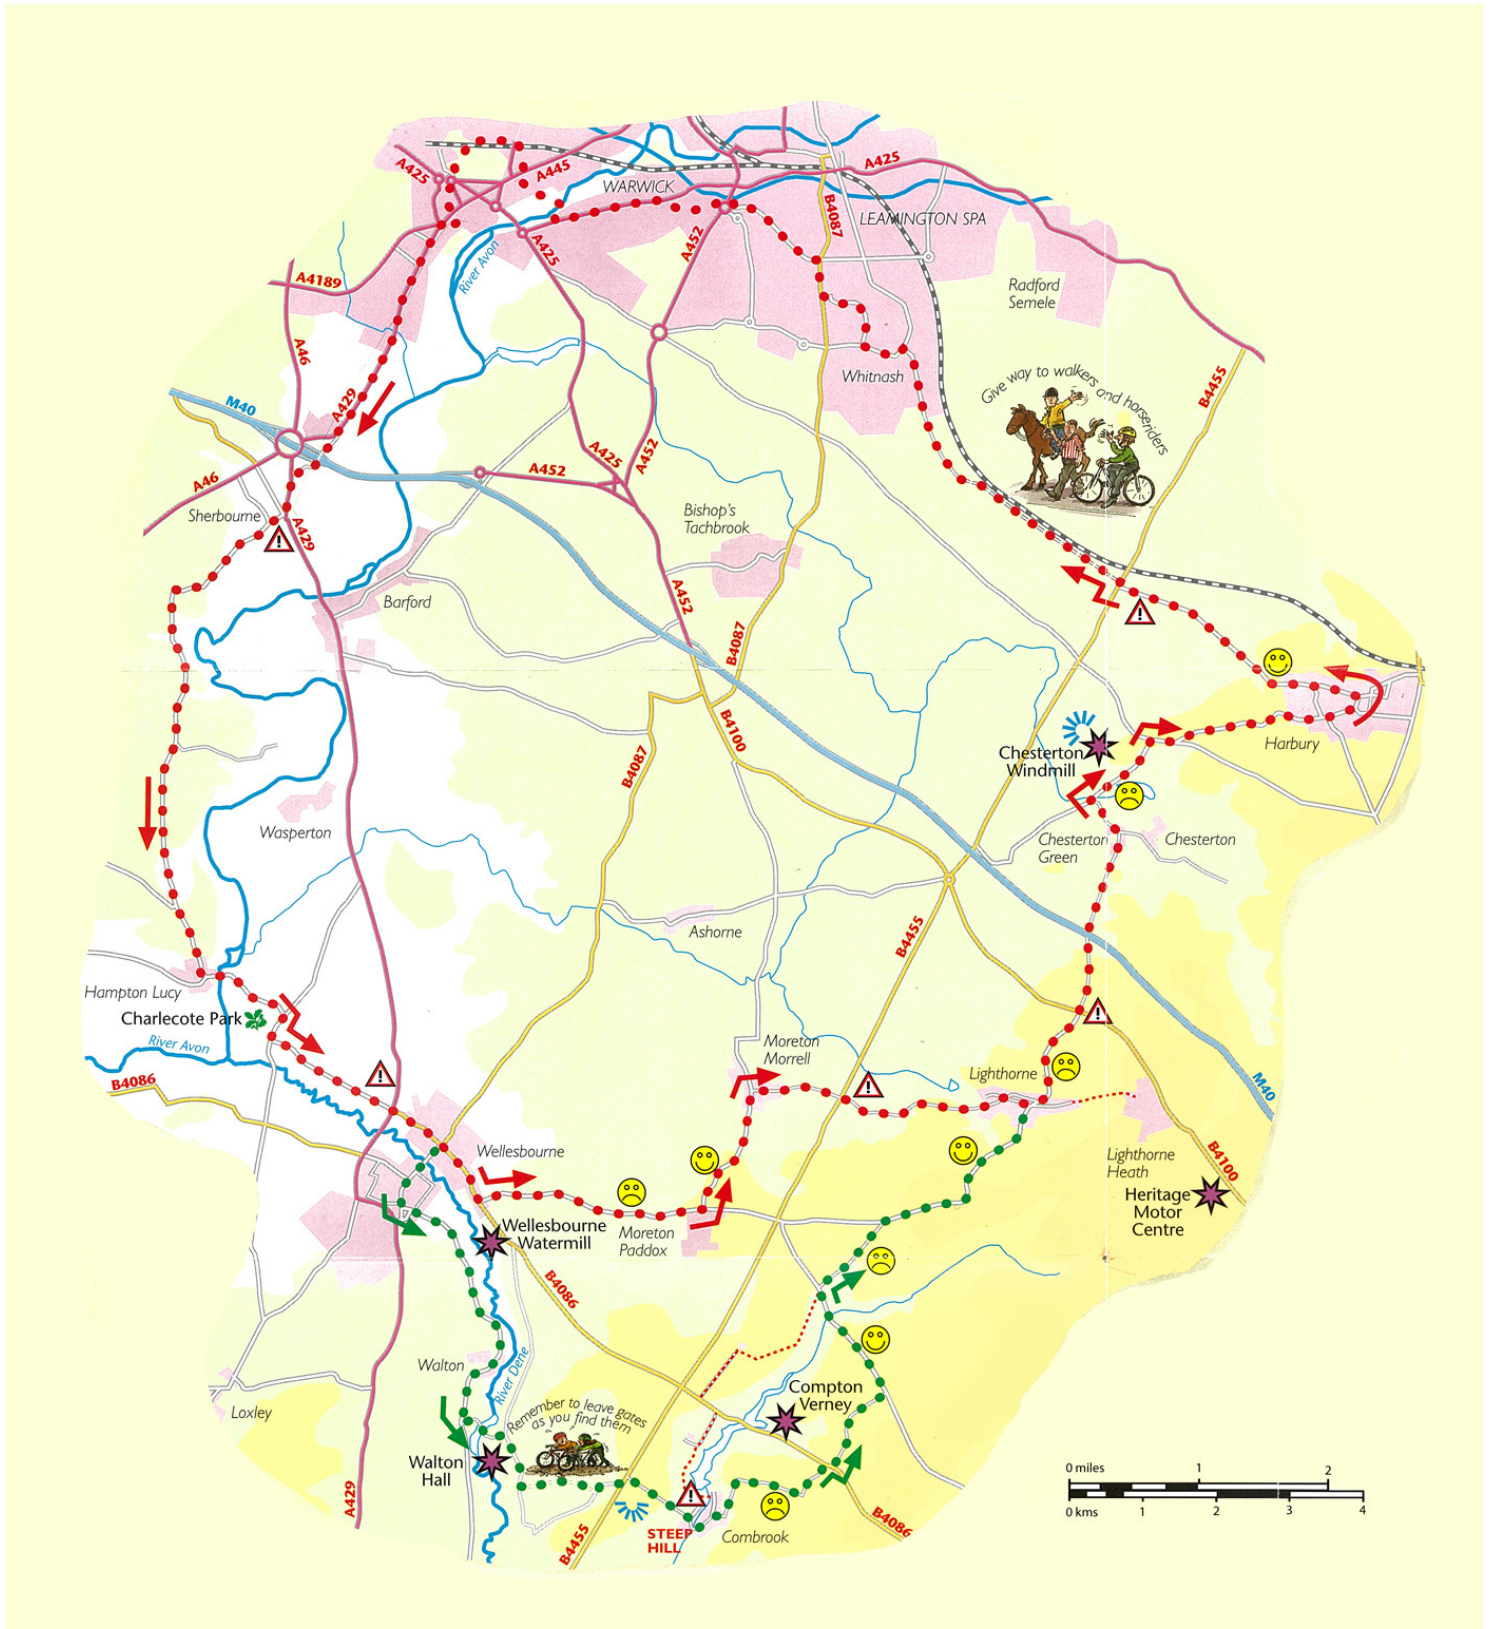 A425
A445
WARWICK
A425
LEAMINGTON SPA
B4087
A452
A425
River Avon
A4189
Radford
Semele
A46
M40
A429
Whitnash
Give way to walkers and horseriders
B4455
A46
A452
A425
A452
Sherbourne
A429
Bishop's
Tachbrook
Barford
A452
B4087
B4100
Chesterton
Windmill
Harbury
B4087
Wasperton
Chesterton
Green
Chesterton
Ashorne
B4455
Hampton Lucy
Charlecote Park
River Avon
B4086
Moreton
Morrell
Lighthorne
M40
Wellesbourne
Lighthorne
Heath
B4100
Heritage
Motor
Centre
Wellesbourne
Watermill
Moreton
Paddox
B4086
Walton
River Dene
Compton
Verney
Loxley
Remember to leave gates
as you find them
Walton
Hall
A429
B4455
STEEP
HILL
Combrook
B4086
0 miles 1 2
0 kms 1 2 3 4